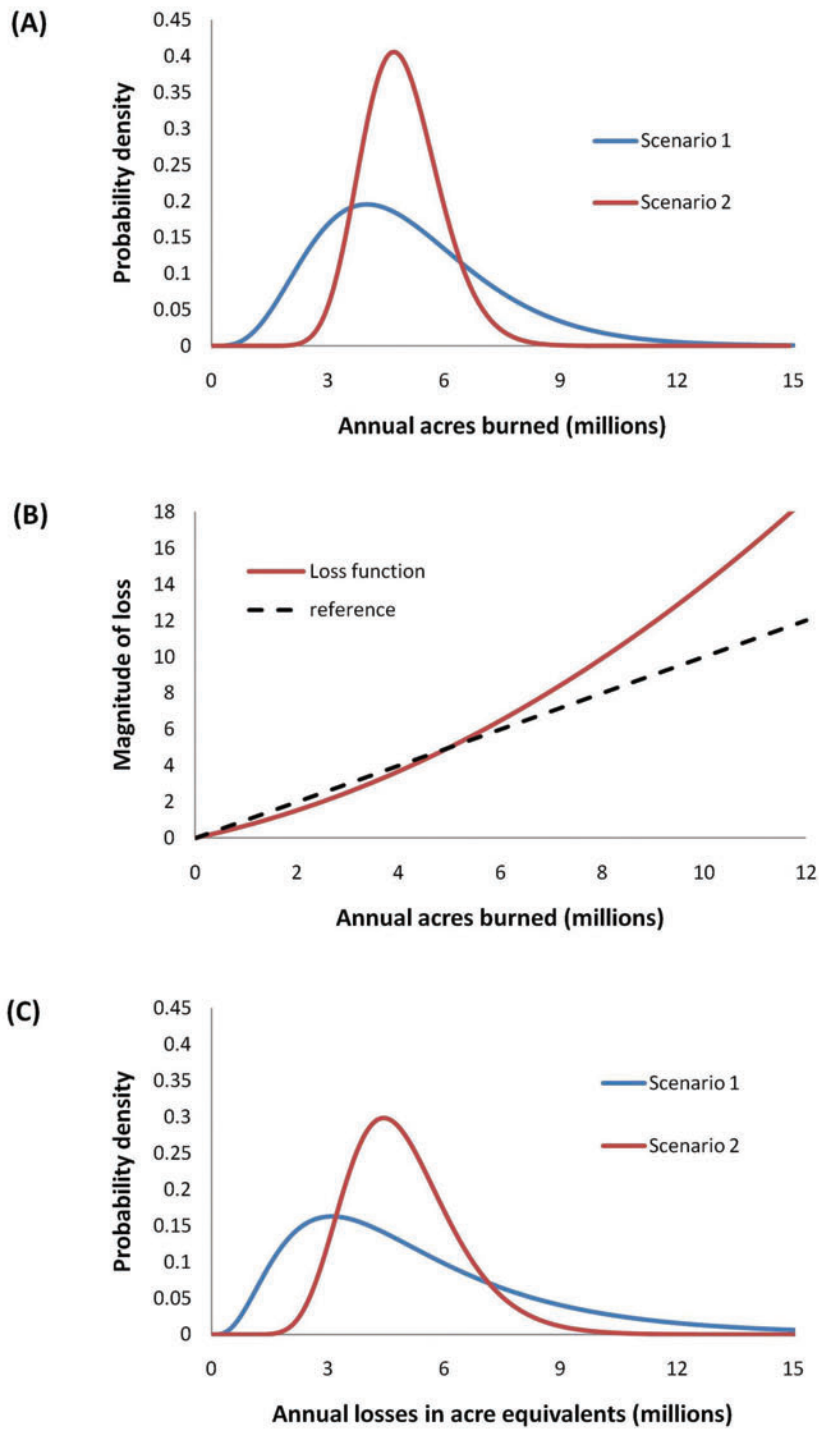 (A)
Probability density
0.45
0.4
0.35
0.3
0.25
0.2
0.15
0.1
0.05
0
Scenario 1
Scenario 2
0 3 6 9 12 15
Annual acres burned (millions)
(B)
Magnitude of loss
18
16
14
12
10
8
6
4
2
0
Loss function
reference
0 2 4 6 8 10 12
Annual acres burned (millions)
(C)
Probability density
0.45
0.4
0.35
0.3
0.25
0.2
0.15
0.1
0.05
0
Scenario 1
Scenario 2
0 3 6 9 12 15
Annual losses in acre equivalents (millions)